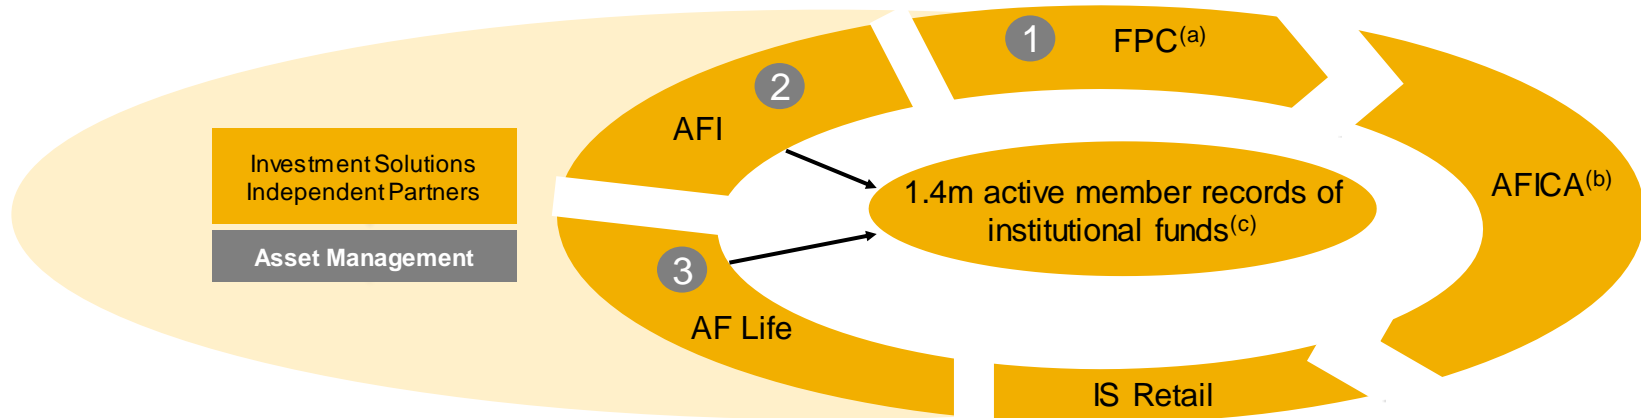 1 FPC(a)
2
AFI
Investment Solutions
Independent Partners
Asset Management
1.4m active member records of
institutional funds(c)
AFICA(b)
3
AF Life
IS Retail